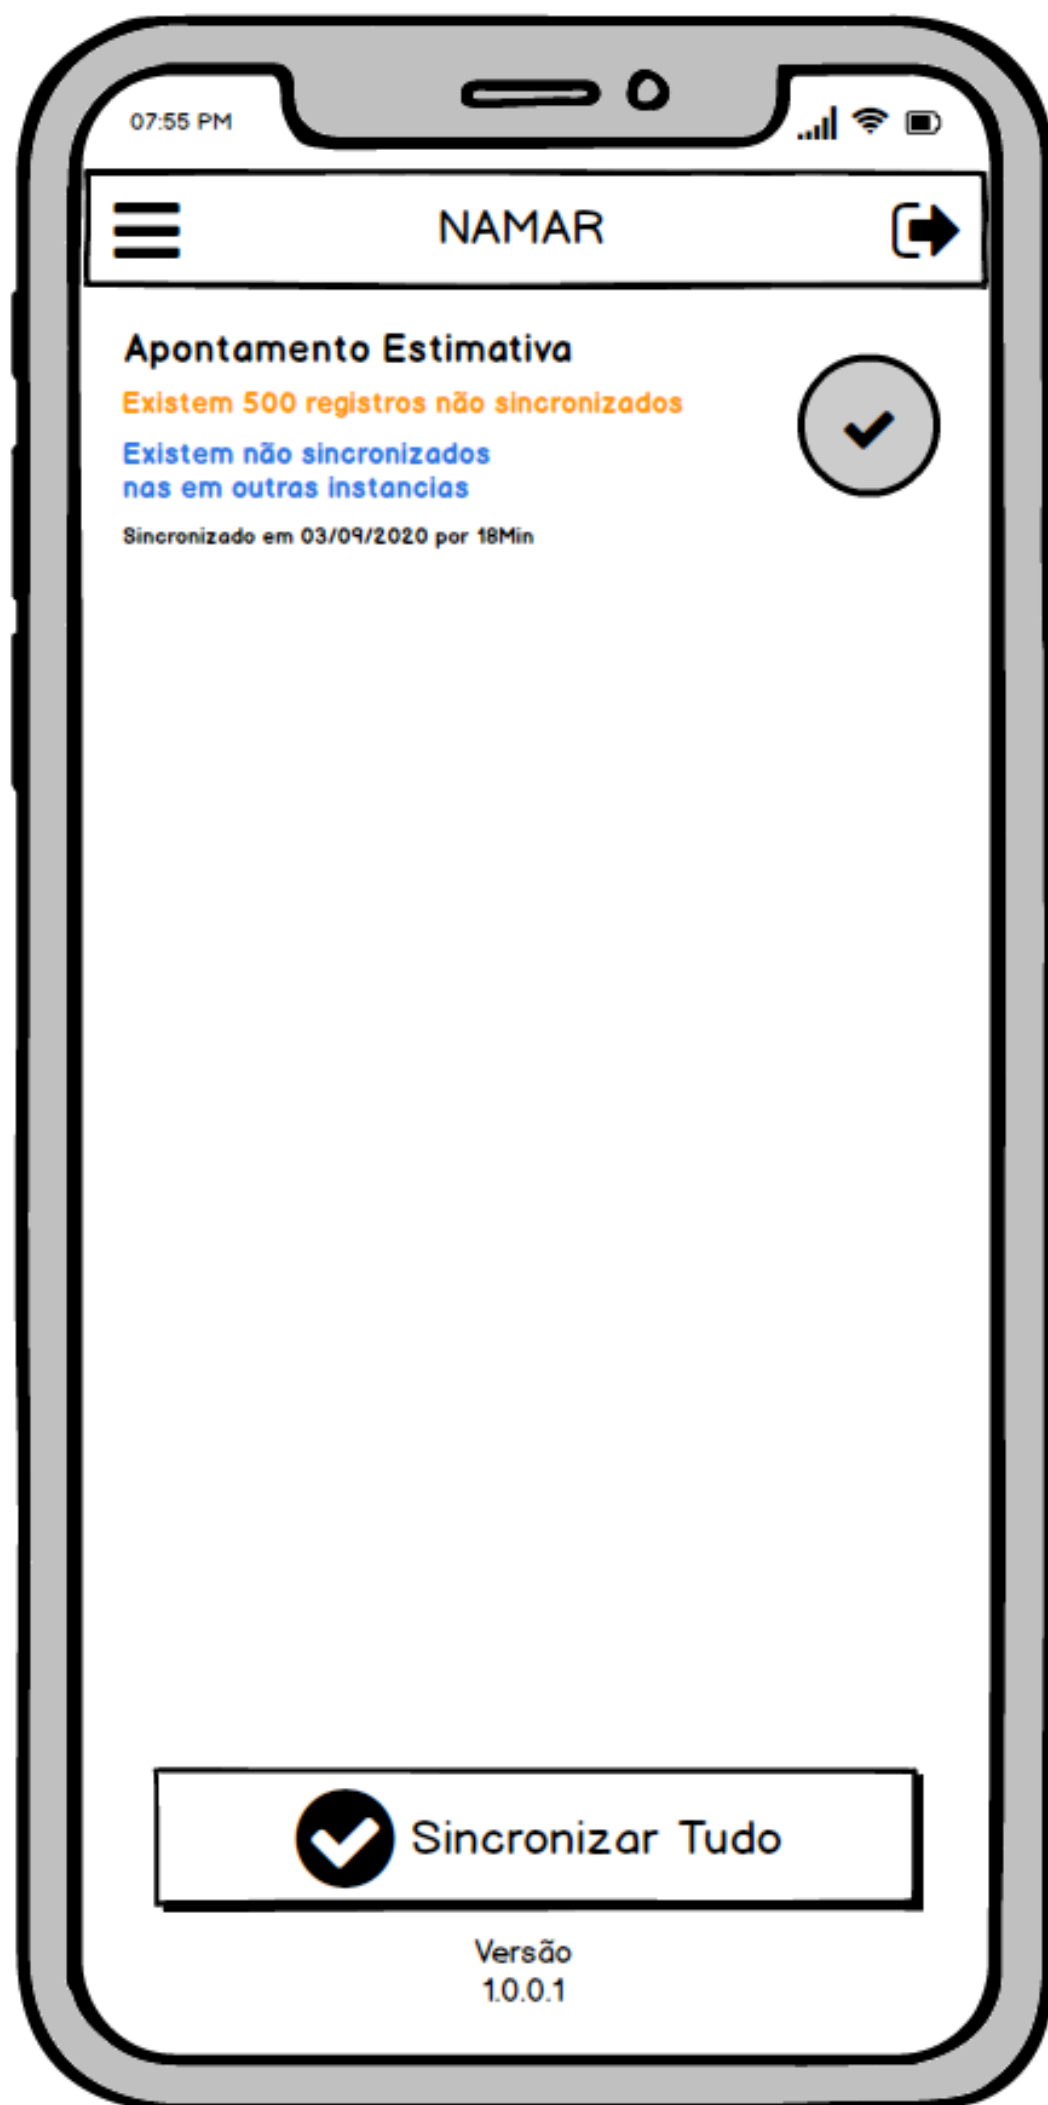 07:55 PM
NAMAR
Apontamento Estimativa
Existem 500 registros não sincronizados
Existem não sincronizados
nas em outras instancias
Sincronizado em 03/09/2020 por 18Min
Sincronizar Tudo
Versão
1.0.0.1